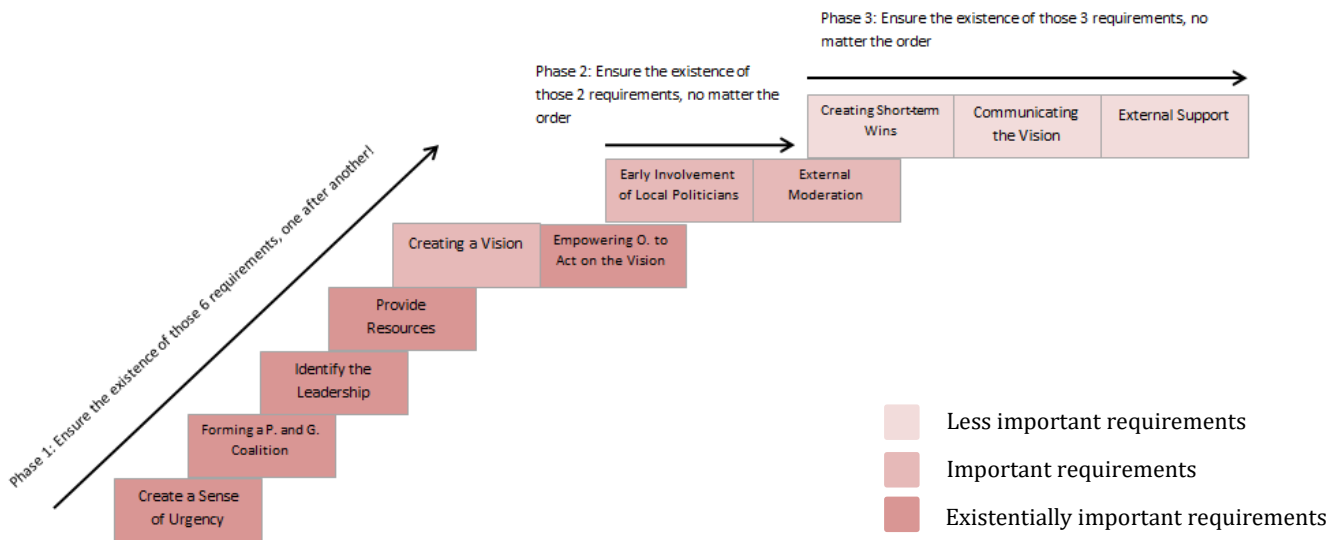 Phase 3: Ensure the existence of those 3 requirements, no
matter the order
Phase 2: Ensure the existence of
those 2 requirements, no matter the
order
Creating Short-term
Wins
Communicating
the Vision
External Support
Early Involvement
of Local Politicians
External
Moderation
Phase 1: Ensure the existence of those 6 requirements, one after another!
Creating a Vision
Empowering O. to
Act on the Vision
Provide
Resources
Identify the
Leadership
Forming a P. and G.
Coalition
Create a Sense
of Urgency
Less important requirements
Important requirements
Existentially important requirements